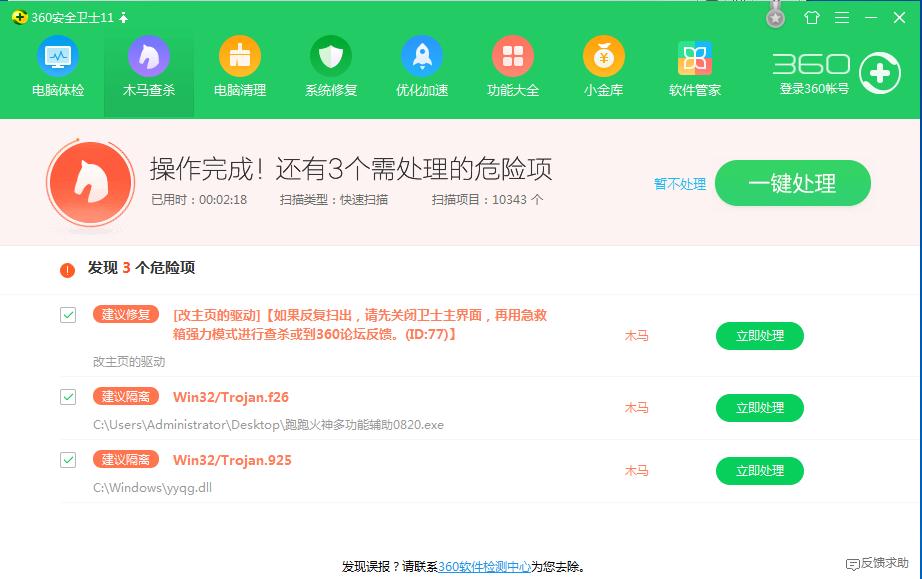 360安全卫士11
电脑体检
木马查杀
电脑清理
系统修复
优化加速
功能大全
小金库
软件管家
360
登录360帐号
操作完成！还有3个需处理的危险项
已用时：00:02:18 扫描类型：快速扫描 扫描项目：10343 个
暂不处理
一键处理
发现 3 个危险项
建议修复 [改主页的驱动]【如果反复扫出，请先关闭卫士主界面，再用急救
箱强力模式进行查杀或到360论坛反馈。(ID:77)】
木马
立即处理
改主页的驱动
建议隔离 Win32/Trojan.f26
木马
立即处理
C:\Users\Administrator\Desktop\跑跑火神多功能辅助0820.exe
建议隔离 Win32/Trojan.925
木马
立即处理
C:\Windows\yyqg.dll
发现误报？请联系360软件检测中心为您去除。
反馈求助